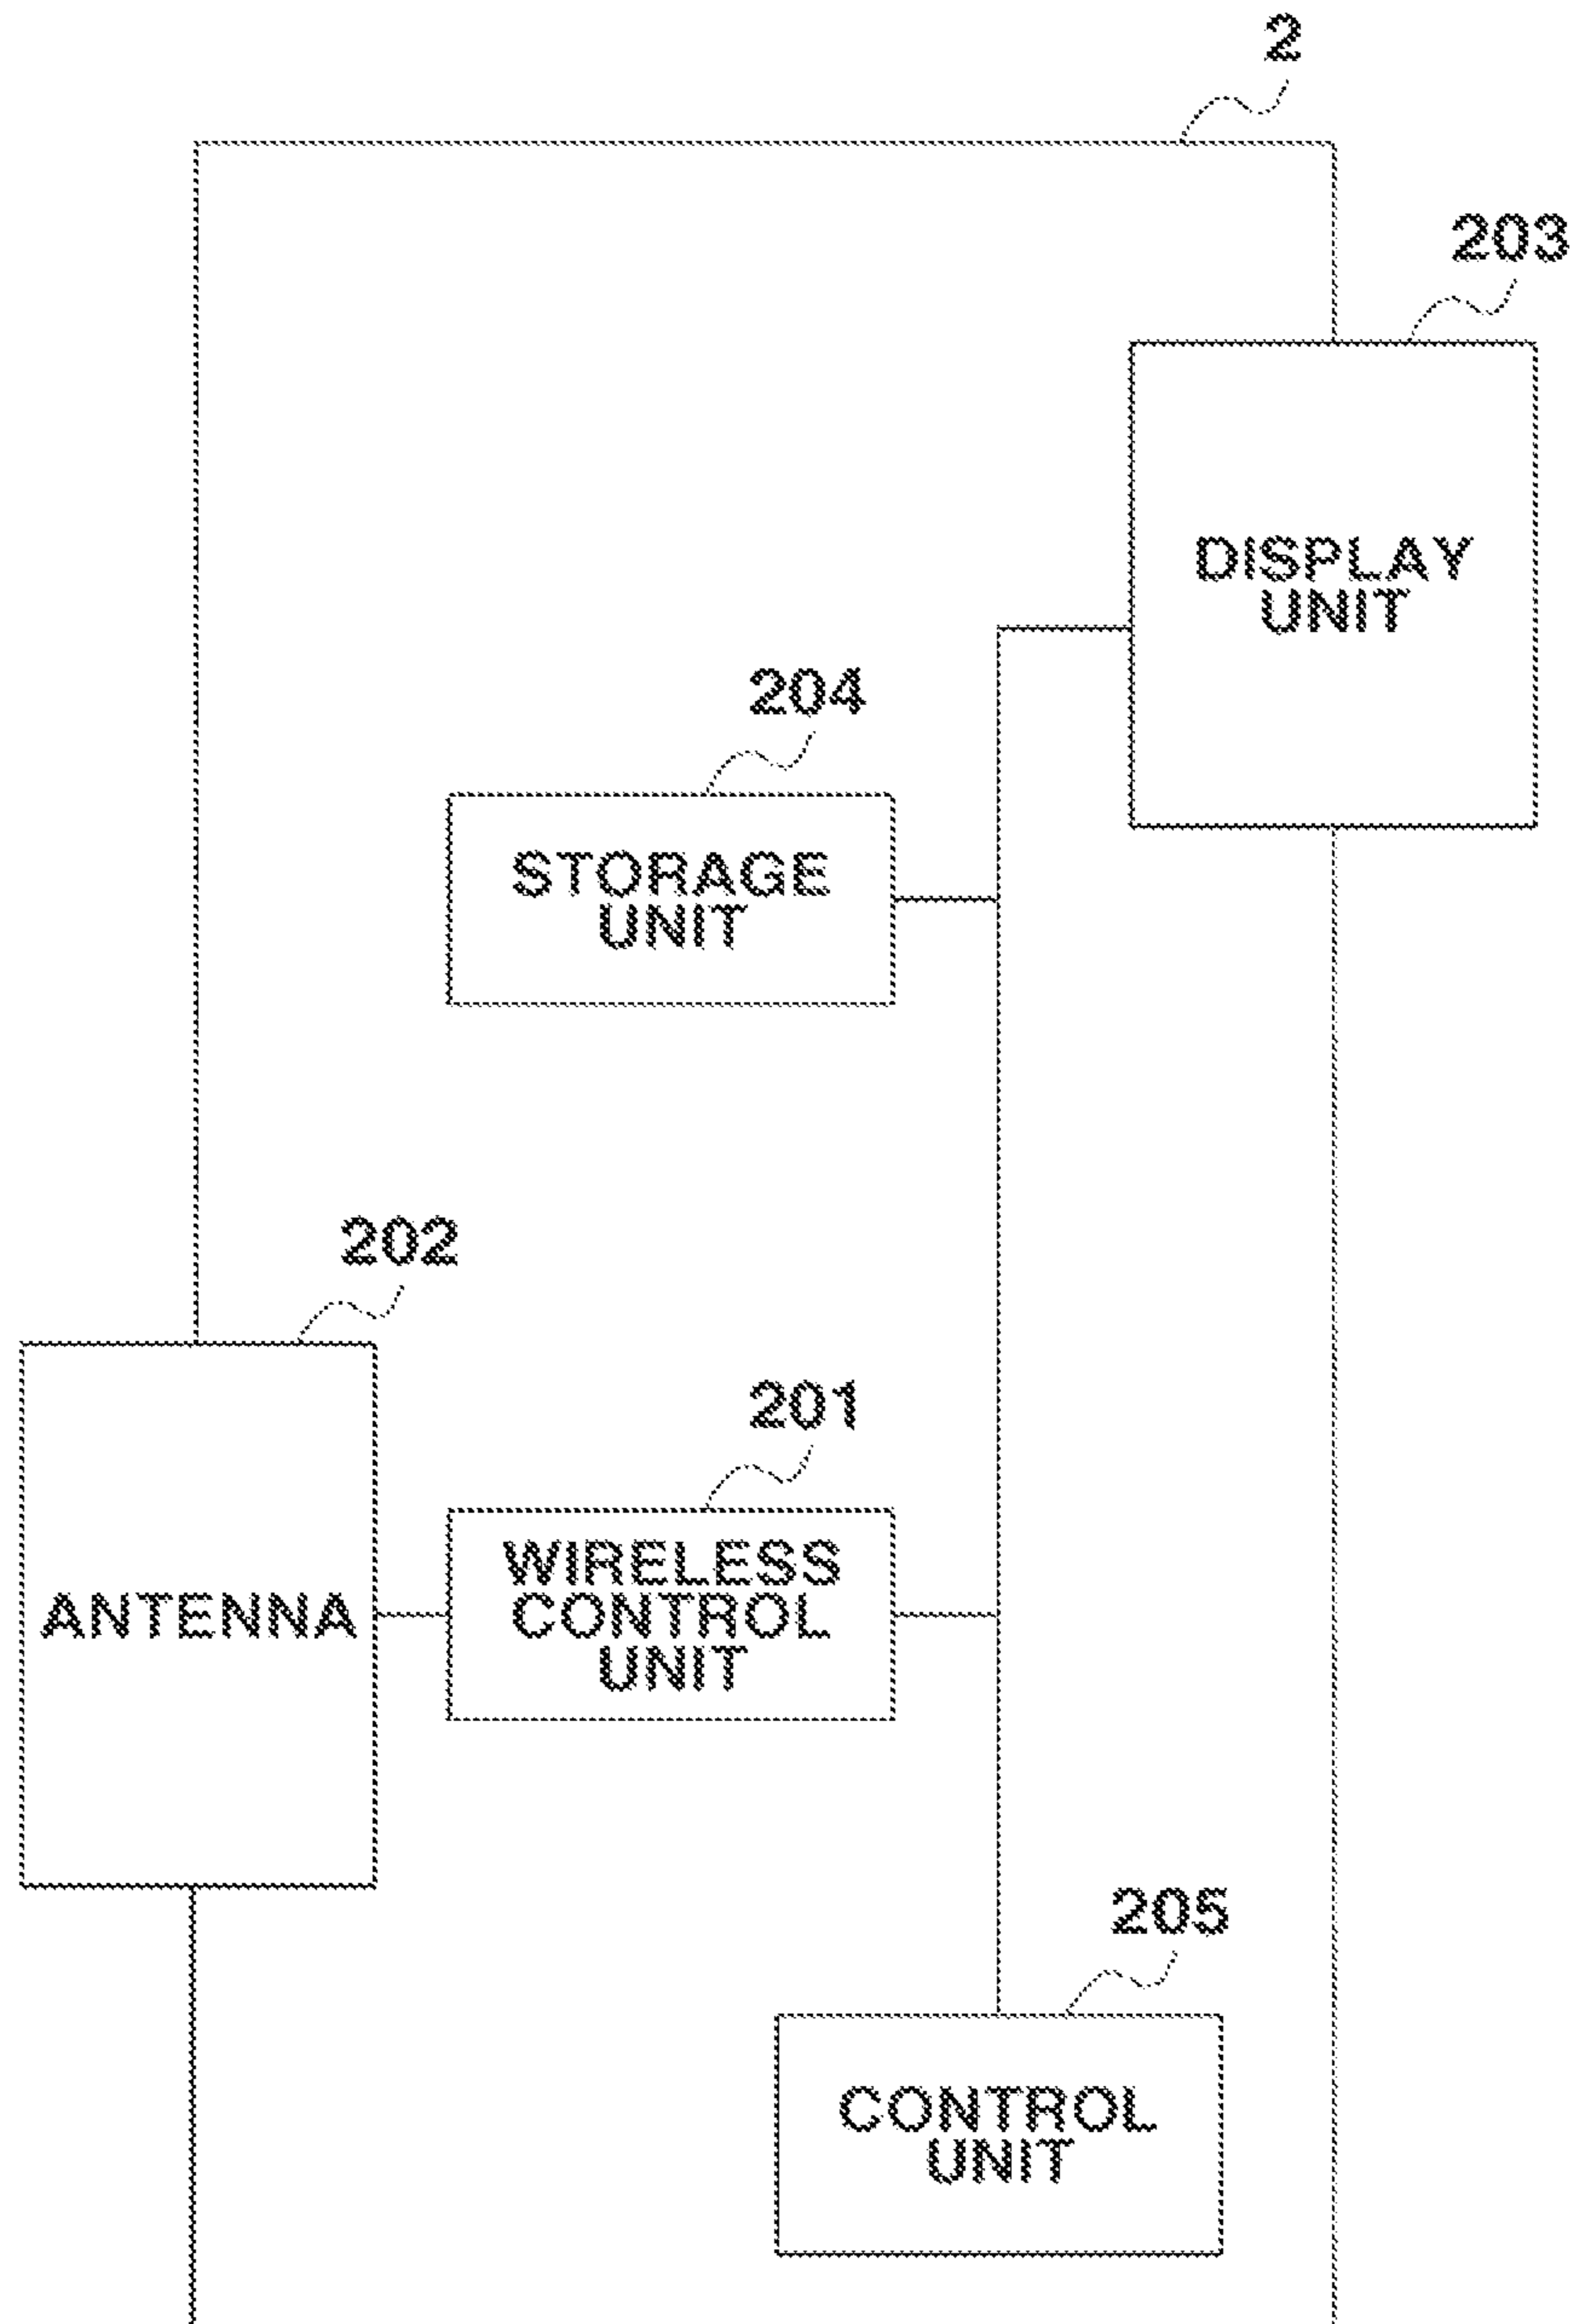 2
203
DISPLAY
UNIT
204
STORAGE
UNIT
202
ANTENNA
201
WIRELESS
CONTROL
UNIT
205
CONTROL
UNIT